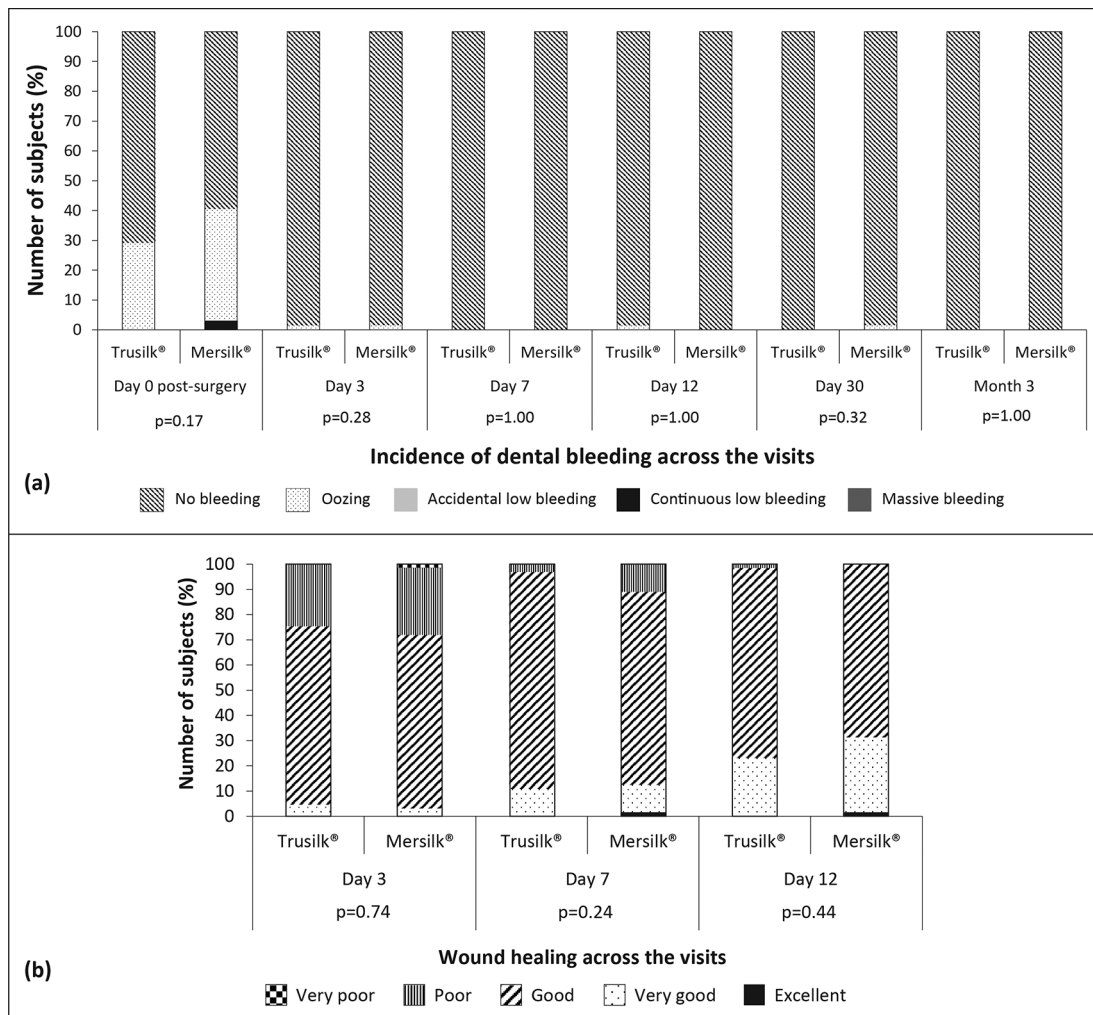 Number of subjects (%)
100
90
80
70
60
50
40
30
20
10
0
Trusilk® Mersilk® Trusilk® Mersilk® Trusilk® Mersilk® Trusilk® Mersilk® Trusilk® Mersilk® Trusilk® Mersilk®
Day 0 post-surgery Day 3 Day 7 Day 12 Day 30 Month 3
p=0.17 p=0.28 p=1.00 p=1.00 p=0.32 p=1.00
Incidence of dental bleeding across the visits
(a)
No bleeding Oozing Accidental low bleeding Continuous low bleeding Massive bleeding
Number of subjects (%)
100
90
80
70
60
50
40
30
20
10
0
Trusilk® Mersilk® Trusilk® Mersilk® Trusilk® Mersilk®
Day 3 Day 7 Day 12
p=0.74 p=0.24 p=0.44
Wound healing across the visits
(b)
Very poor Poor Good Very good Excellent